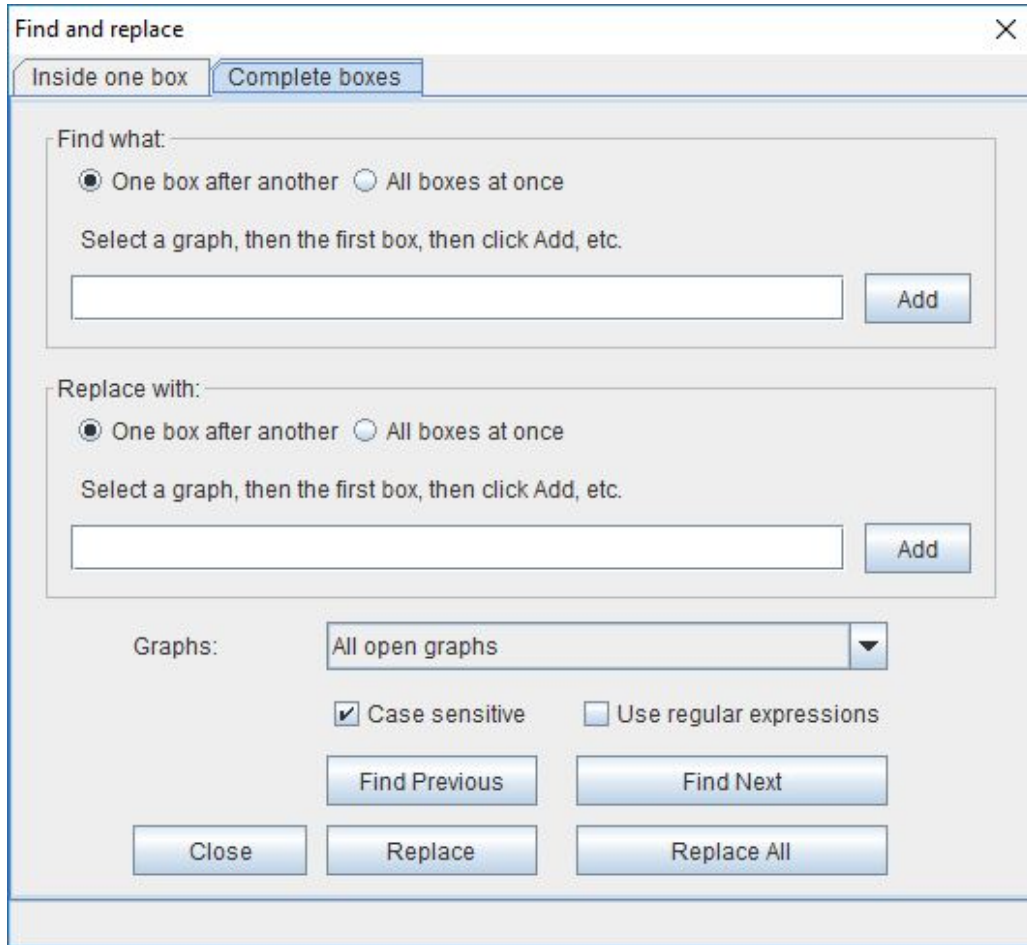 Find and replace
Inside one box Complete boxes
Find what:
One box after another All boxes at once
Select a graph, then the first box, then click Add, etc.
Add
Replace with:
One box after another All boxes at once
Select a graph, then the first box, then click Add, etc.
Add
Graphs: All open graphs
Case sensitive Use regular expressions
Find Previous Find Next
Close Replace Replace All